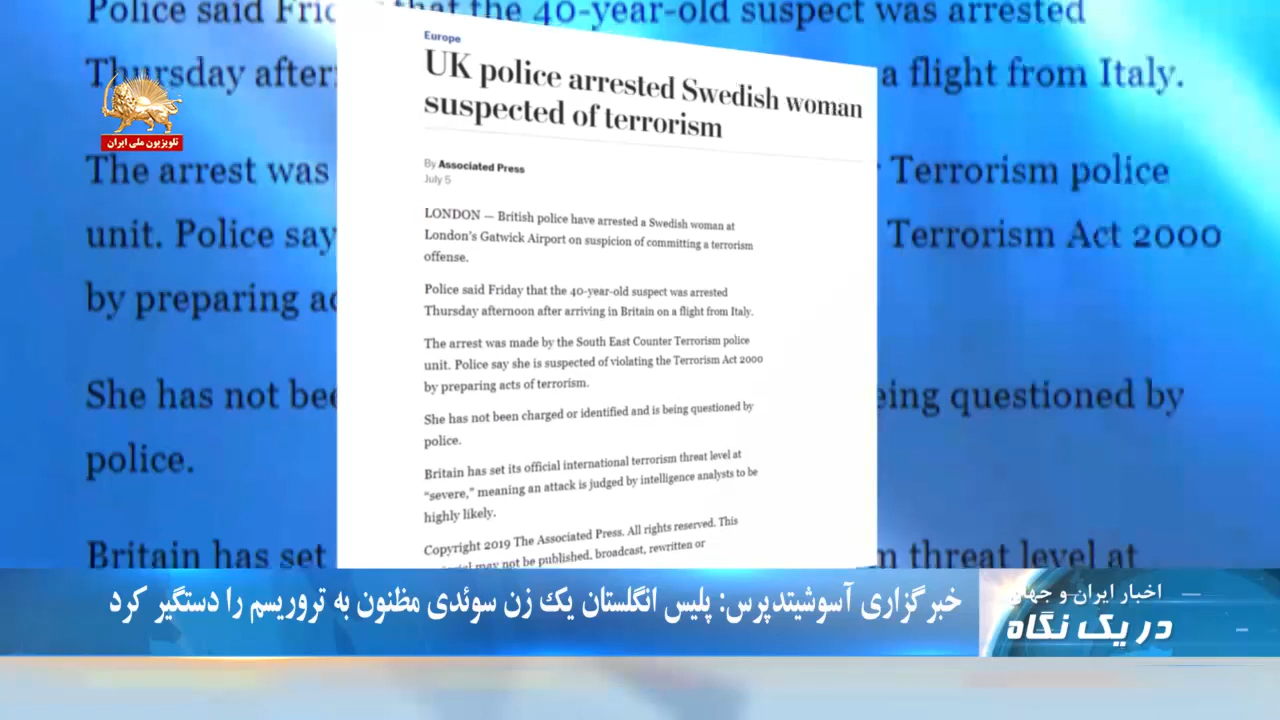 Police said Frid that the 40-year-old suspect was arrested
Thursday after a flight from Italy.
The arrest was Terrorism police
unit. Police say Terrorism Act 2000
by preparing ac
She has not bee eing questioned by
police.
Britain has set threat level at
تلویزیون ملی ایران
Europe
UK police arrested Swedish woman
suspected of terrorism
By Associated Press
July 5
LONDON — British police have arrested a Swedish woman at
London's Gatwick Airport on suspicion of committing a terrorism
offense.
Police said Friday that the 40-year-old suspect was arrested
Thursday afternoon after arriving in Britain on a flight from Italy.
The arrest was made by the South East Counter Terrorism police
unit. Police say she is suspected of violating the Terrorism Act 2000
by preparing acts of terrorism.
She has not been charged or identified and is being questioned by
police.
Britain has set its official international terrorism threat level at
“severe,” meaning an attack is judged by intelligence analysts to be
highly likely.
Copyright 2019 The Associated Press. All rights reserved. This
may not be published, broadcast, rewritten or
خبرگزاری آسوشیتدپرس: پلیس انگلستان یک زن سوئدی مظنون به تروریسم را دستگیر کرد
اخبار ایران و جهان
در یک نگاه